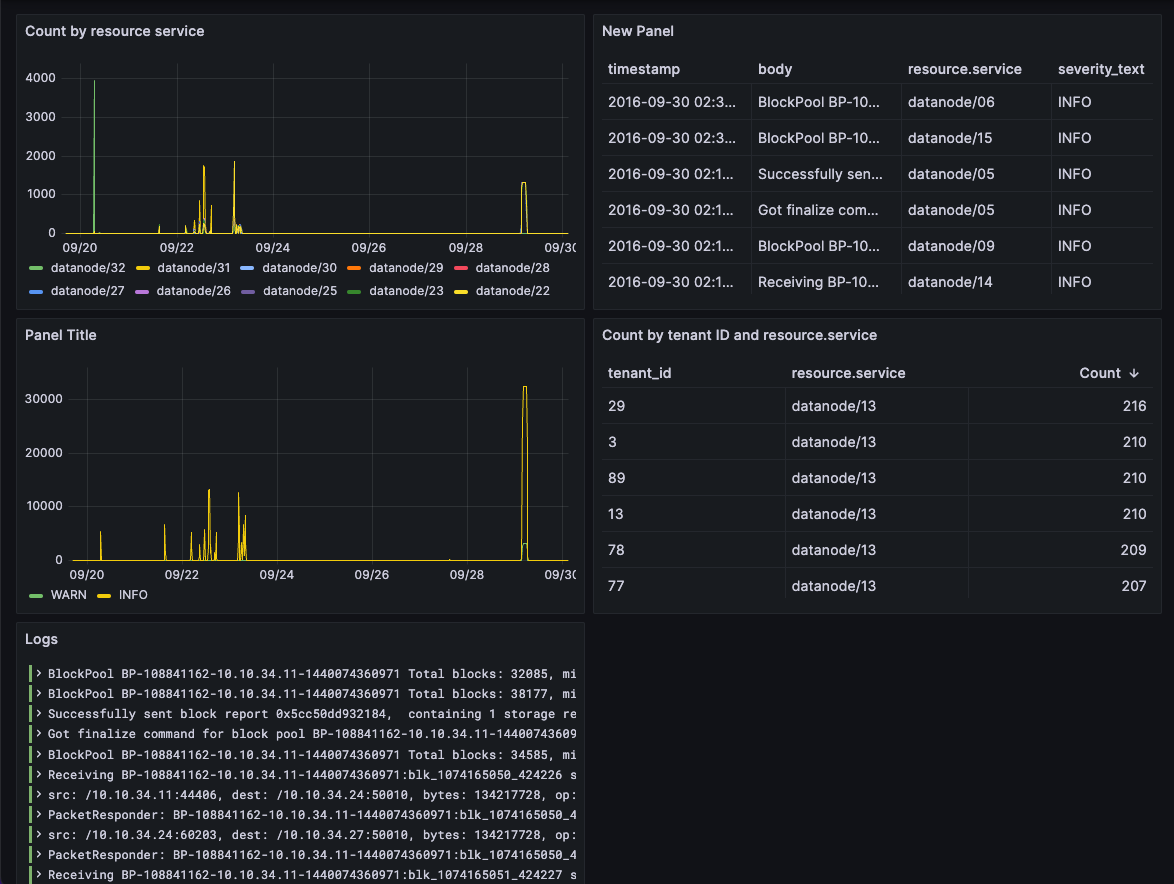 Count by resource service
4000
3000
2000
1000
0
09/20 09/22 09/24 09/26 09/28 09/30
datanode/32 datanode/31 datanode/30 datanode/29 datanode/28
datanode/27 datanode/26 datanode/25 datanode/23 datanode/22
New Panel
timestamp body resource.service severity_text
2016-09-30 02:3... BlockPool BP-10... datanode/06 INFO
2016-09-30 02:3... BlockPool BP-10... datanode/15 INFO
2016-09-30 02:1... Successfully sen... datanode/05 INFO
2016-09-30 02:1... Got finalize com... datanode/05 INFO
2016-09-30 02:1... BlockPool BP-10... datanode/09 INFO
2016-09-30 02:1... Receiving BP-10... datanode/14 INFO
Panel Title
30000
20000
10000
0
09/20 09/22 09/24 09/26 09/28 09/30
WARN INFO
Count by tenant ID and resource.service
tenant_id resource.service Count ↓
29 datanode/13 216
3 datanode/13 210
89 datanode/13 210
13 datanode/13 210
78 datanode/13 209
77 datanode/13 207
Logs
> BlockPool BP-108841162-10.10.34.11-1440074360971 Total blocks: 32085, mi
> BlockPool BP-108841162-10.10.34.11-1440074360971 Total blocks: 38177, mi
> Successfully sent block report 0x5cc50dd932184, containing 1 storage re
> Got finalize command for block pool BP-108841162-10.10.34.11-14400743609
> BlockPool BP-108841162-10.10.34.11-1440074360971 Total blocks: 34585, mi
> Receiving BP-108841162-10.10.34.11-1440074360971:blk_1074165050_424226 s
> src: /10.10.34.11:44406, dest: /10.10.34.24:50010, bytes: 134217728, op:
> PacketResponder: BP-108841162-10.10.34.11-1440074360971:blk_1074165050_4
> src: /10.10.34.24:60203, dest: /10.10.34.27:50010, bytes: 134217728, op:
> PacketResponder: BP-108841162-10.10.34.11-1440074360971:blk_1074165050_4
> Receiving BP-108841162-10.10.34.11-1440074360971:blk_1074165051_424227 s